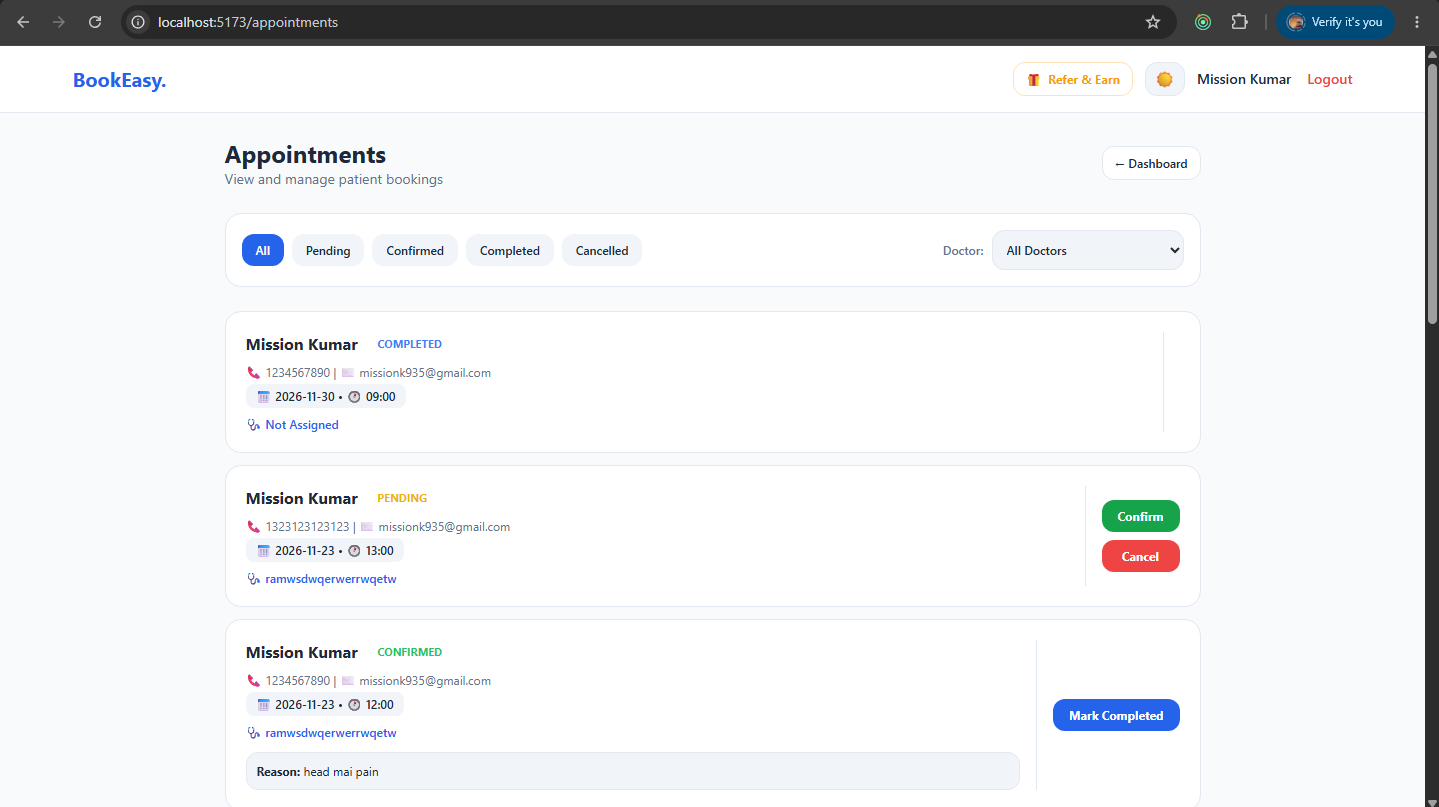 localhost:5173/appointments
Verify it's you
BookEasy.
Refer & Earn
Mission Kumar
Logout
Appointments
View and manage patient bookings
← Dashboard
All
Pending
Confirmed
Completed
Cancelled
Doctor:
All Doctors
Mission Kumar COMPLETED
1234567890 | missionk935@gmail.com
2026-11-30 • 09:00
Not Assigned
Mission Kumar PENDING
1323123123123 | missionk935@gmail.com
2026-11-23 • 13:00
ramwsdwqerwerrwqetw
Confirm
Cancel
Mission Kumar CONFIRMED
1234567890 | missionk935@gmail.com
2026-11-23 • 12:00
ramwsdwqerwerrwqetw
Mark Completed
Reason: head mai pain